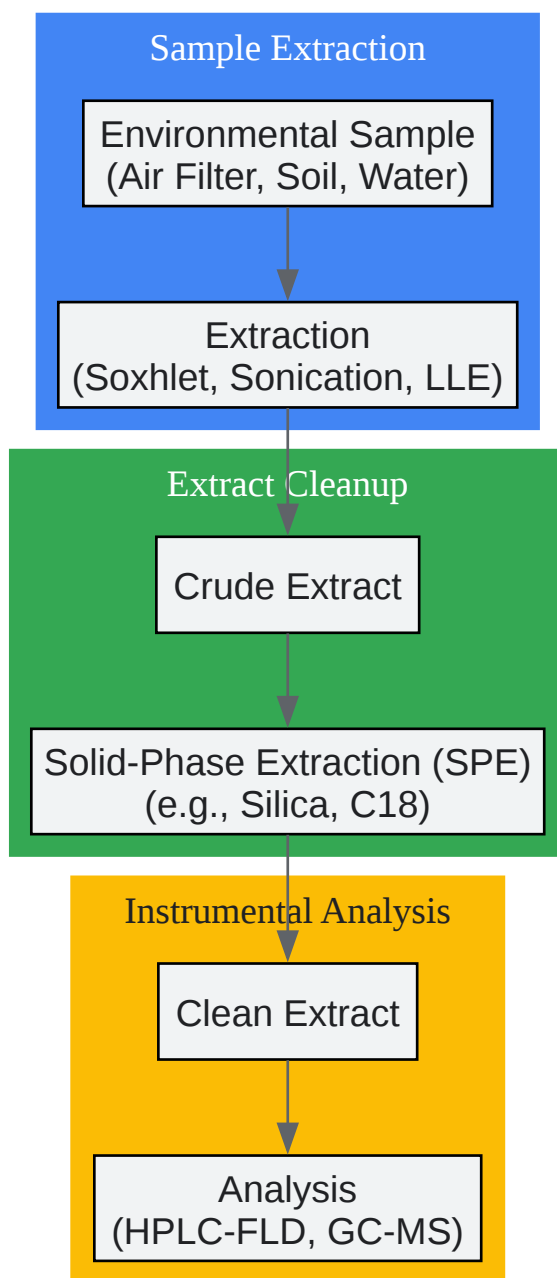 Sample Extraction
Environmental Sample
(Air Filter, Soil, Water)
Extraction
(Soxhlet, Sonication, LLE)
Extract Cleanup
Crude Extract
Solid-Phase Extraction (SPE)
(e.g., Silica, C18)
Instrumental Analysis
Clean Extract
Analysis
(HPLC-FLD, GC-MS)